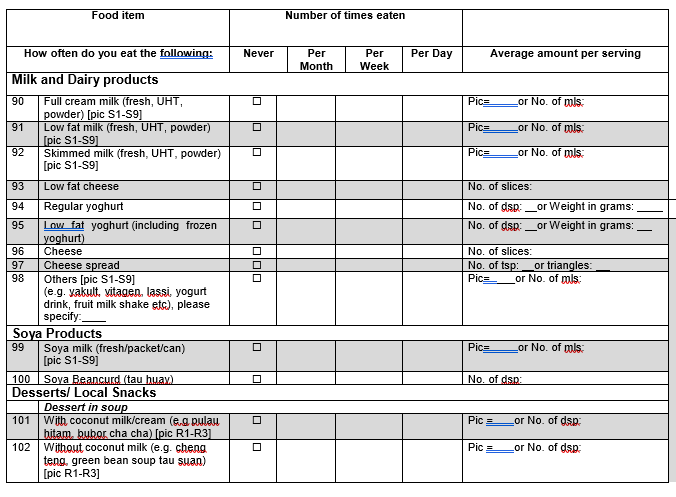 Food item Number of times eaten
How often do you eat the following: Never Per Month Per Week Per Day Average amount per serving
Milk and Dairy products
90 Full cream milk (fresh, UHT, ☐ Pic=_____or No. of mls:
powder) [pic S1-S9]
91 Low fat milk (fresh, UHT, powder) ☐ Pic=_____or No. of mls:
[pic S1-S9]
92 Skimmed milk (fresh, UHT, powder) ☐ Pic=_____or No. of mls:
[pic S1-S9]
93 Low fat cheese ☐ No. of slices:
94 Regular yoghurt ☐ No. of dsp: __or Weight in grams: ____
95 Low fat yoghurt (including frozen ☐ No. of dsp: __or Weight in grams: __
yoghurt)
96 Cheese ☐ No. of slices:
97 Cheese spread ☐ No. of tsp: __or triangles: __
98 Others [pic S1-S9] ☐ Pic=_____or No. of mls:
(e.g. yakult, vitagen, lassi, yogurt
drink, fruit milk shake etc), please
specify:____
Soya Products
99 Soya milk (fresh/packet/can) ☐ Pic=_____or No. of mls:
[pic S1-S9]
100 Soya Beancurd (tau huay) ☐ No. of dsp:
Desserts/ Local Snacks
Dessert in soup
101 With coconut milk/cream (e.g pulau ☐ Pic =____or No. of dsp:
hitam, bubor cha cha) [pic R1-R3]
102 Without coconut milk (e.g. cheng ☐ Pic =____or No. of dsp:
teng, green bean soup tau suan)
[pic R1-R3]